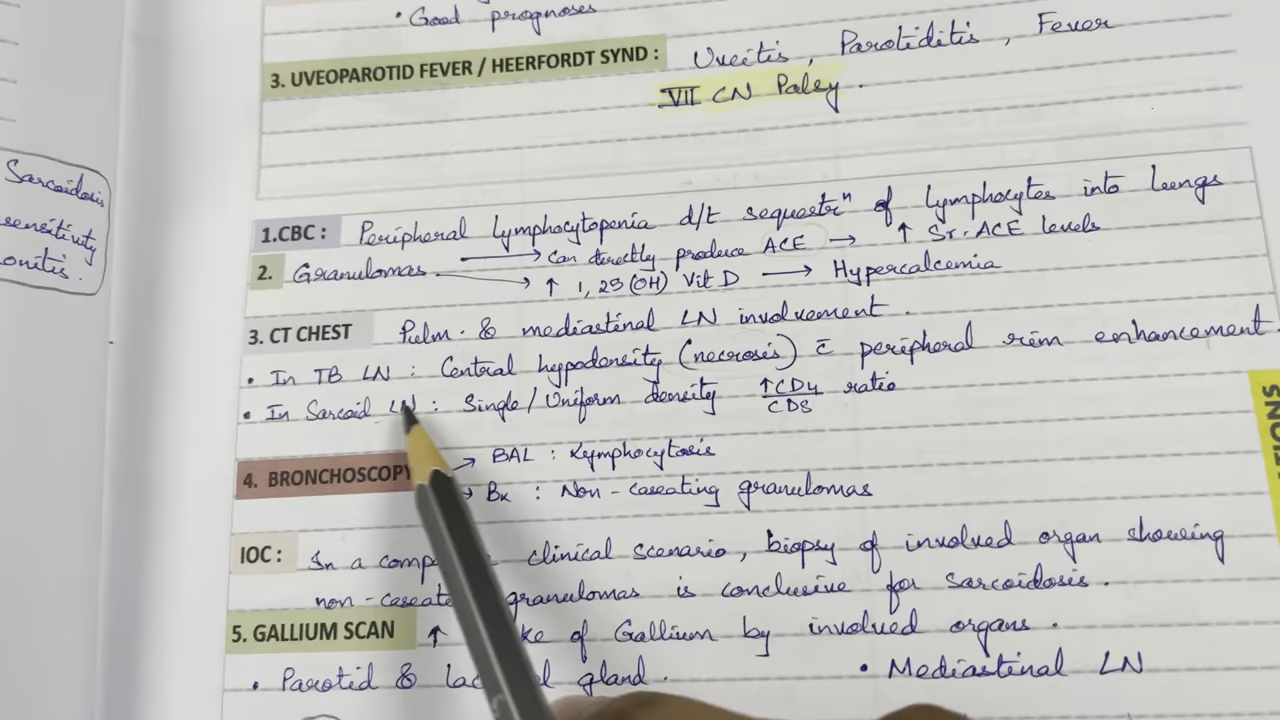 • Good prognoses
3. UVEOPAROTID FEVER / HEERFORDT SYND : Uveitis, Parotiditis, Fever
VII CN Palsy.
Sarcoidosis
sensitivity
onitis.
1.CBC : Peripheral lymphocytopenia d/t sequestrⁿ of lymphocytes into lungs
2. Granulomas → Can directly produce ACE → ↑ Sr. ACE levels
→ ↑ 1, 25 (OH) Vit D → Hypercalcemia
3. CT CHEST Pulm. & mediastinal LN involvement.
• In TB LN : Central hypodensity (necrosis) c̄ peripheral rim enhancement
• In Sarcoid LN : Single / Uniform density ↑CD4/CD8 ratio
4. BRONCHOSCOPY → BAL : Lymphocytosis
→ Bx : Non-caseating granulomas
IOC : In a clinical scenario, biopsy of involved organ showing
granulomas is conclusive for sarcoidosis.
5. GALLIUM SCAN ↑ of Gallium by involved organs.
• Parotid & gland. • Mediastinal LN